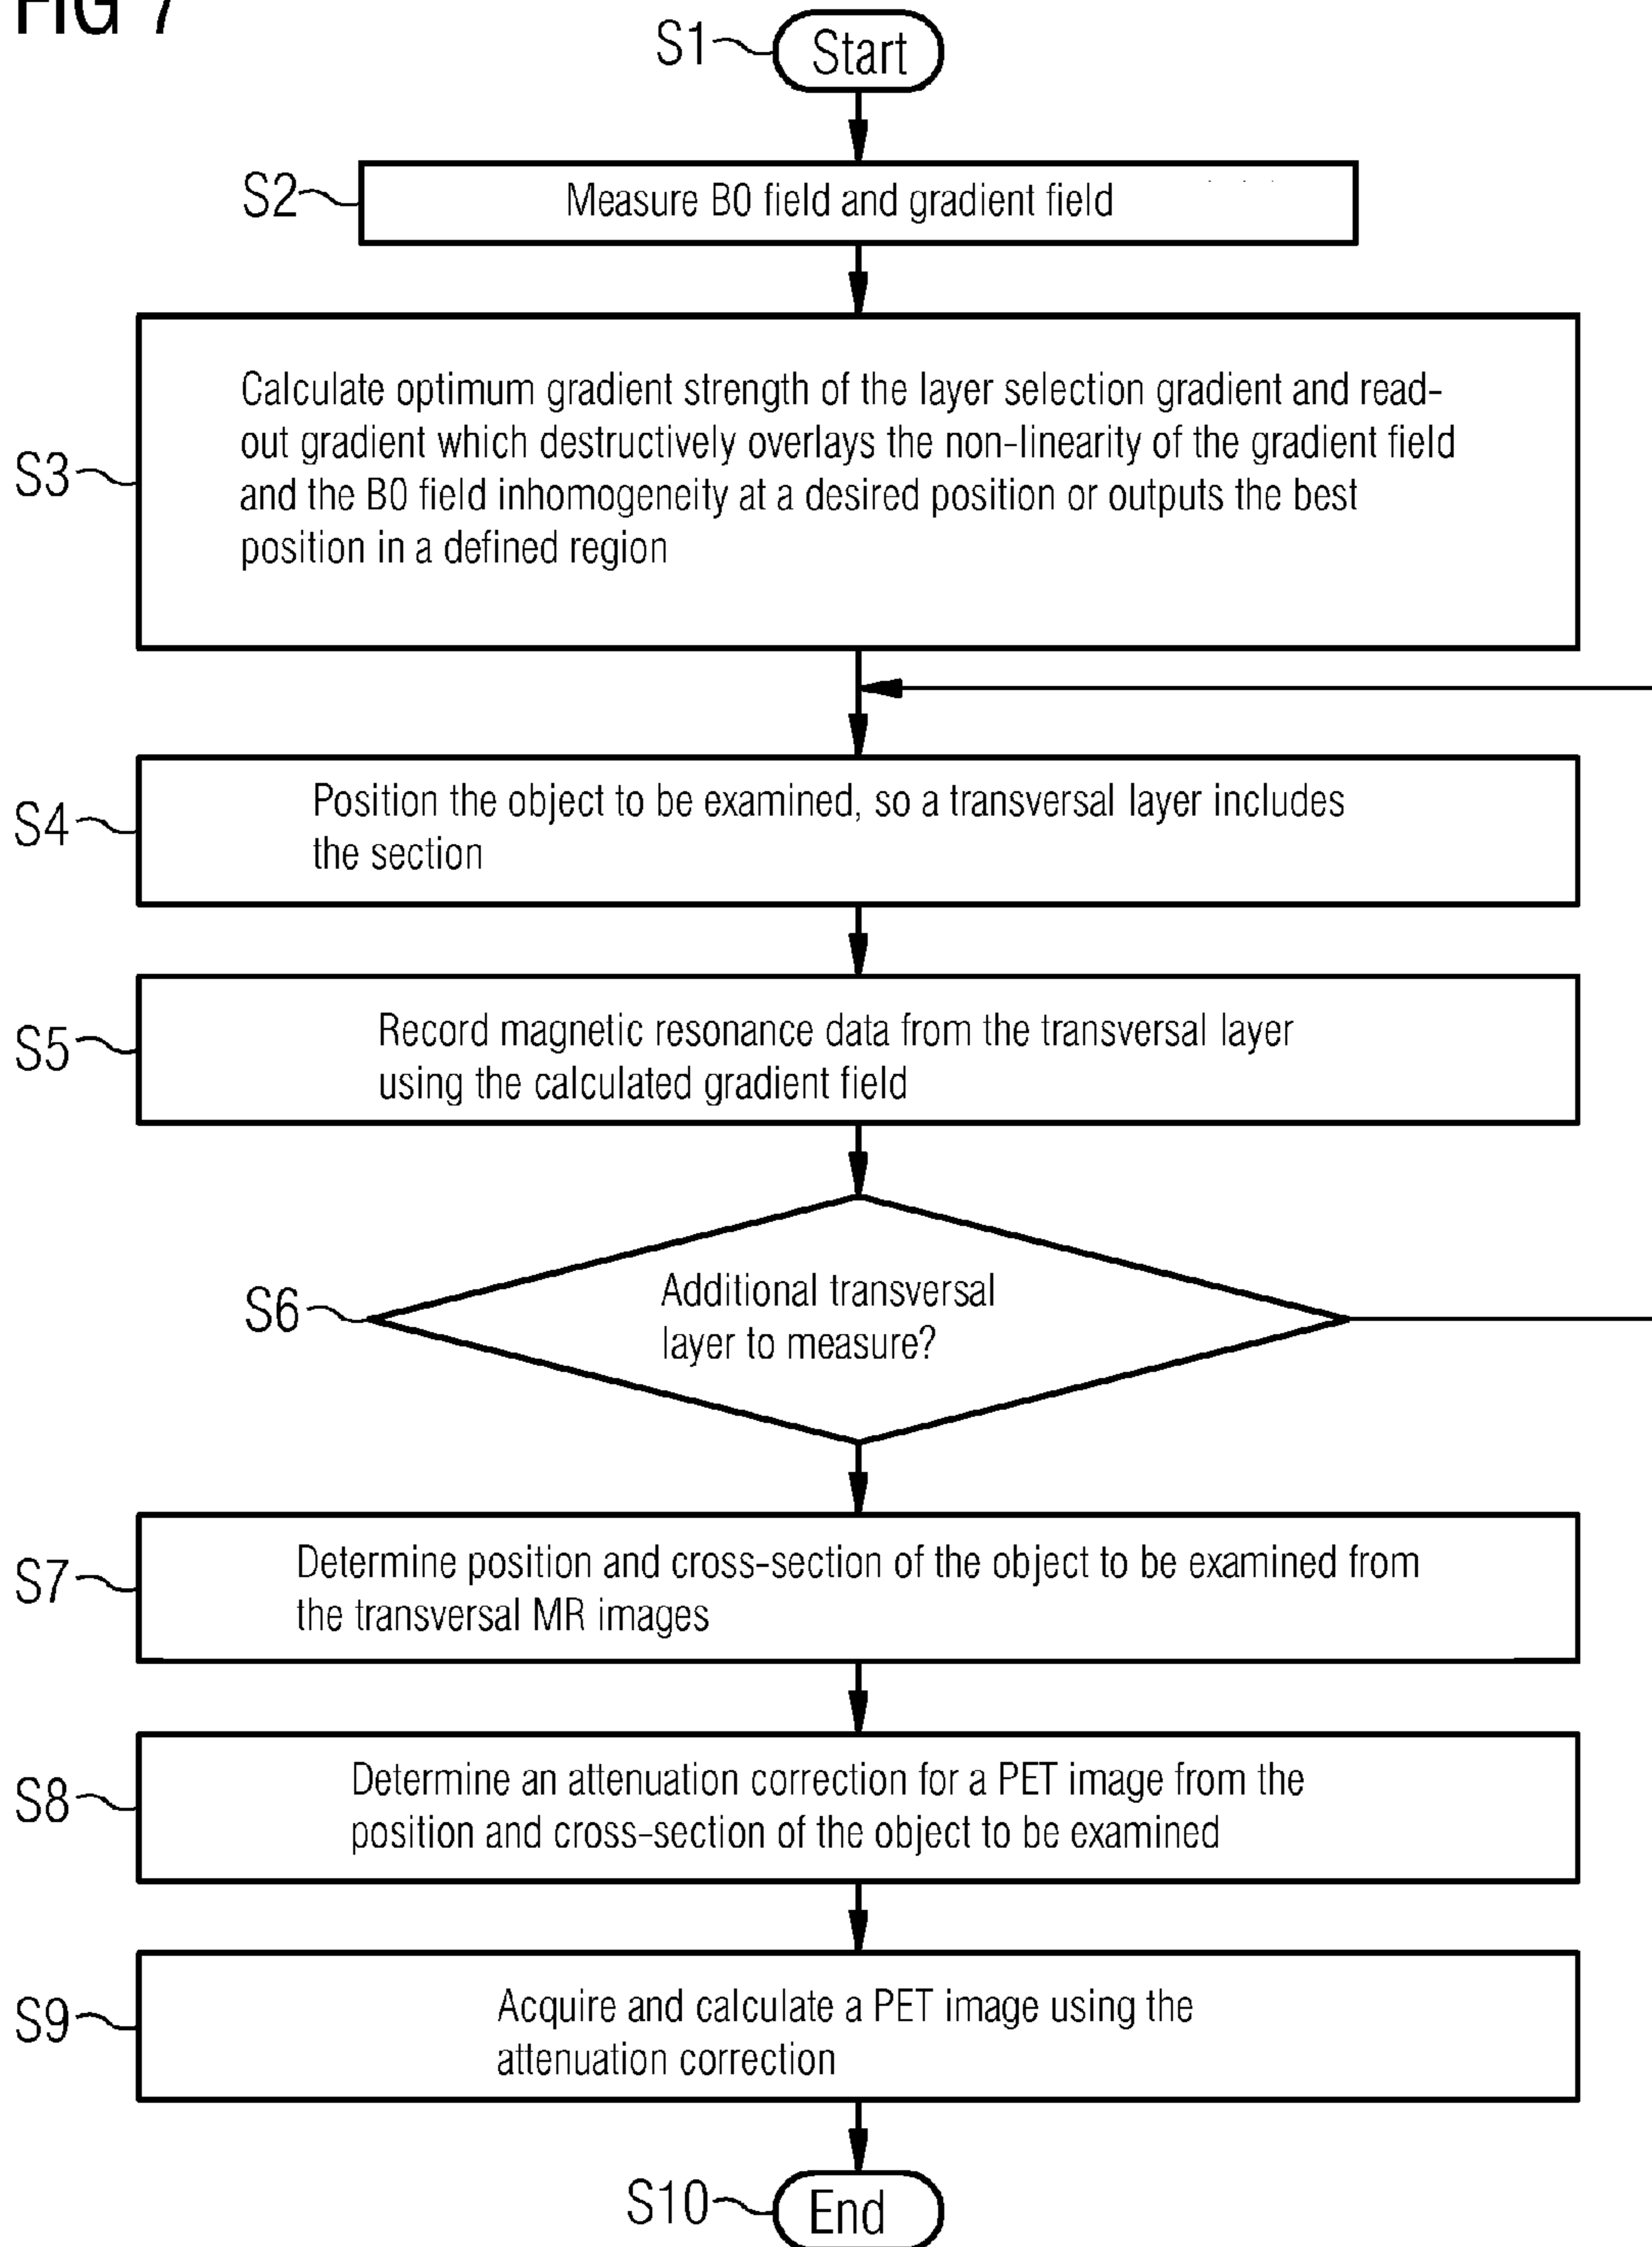 FIG 7
S1 Start
S2 Measure B0 field and gradient field
S3
Calculate optimum gradient strength of the layer selection gradient and read-
out gradient which destructively overlays the non-linearity of the gradient field
and the B0 field inhomogeneity at a desired position or outputs the best
position in a defined region
S4
Position the object to be examined, so a transversal layer includes
the section
S5
Record magnetic resonance data from the transversal layer
using the calculated gradient field
S6
Additional transversal
layer to measure?
S7
Determine position and cross-section of the object to be examined from
the transversal MR images
S8
Determine an attenuation correction for a PET image from the
position and cross-section of the object to be examined
S9
Acquire and calculate a PET image using the
attenuation correction
S10 End